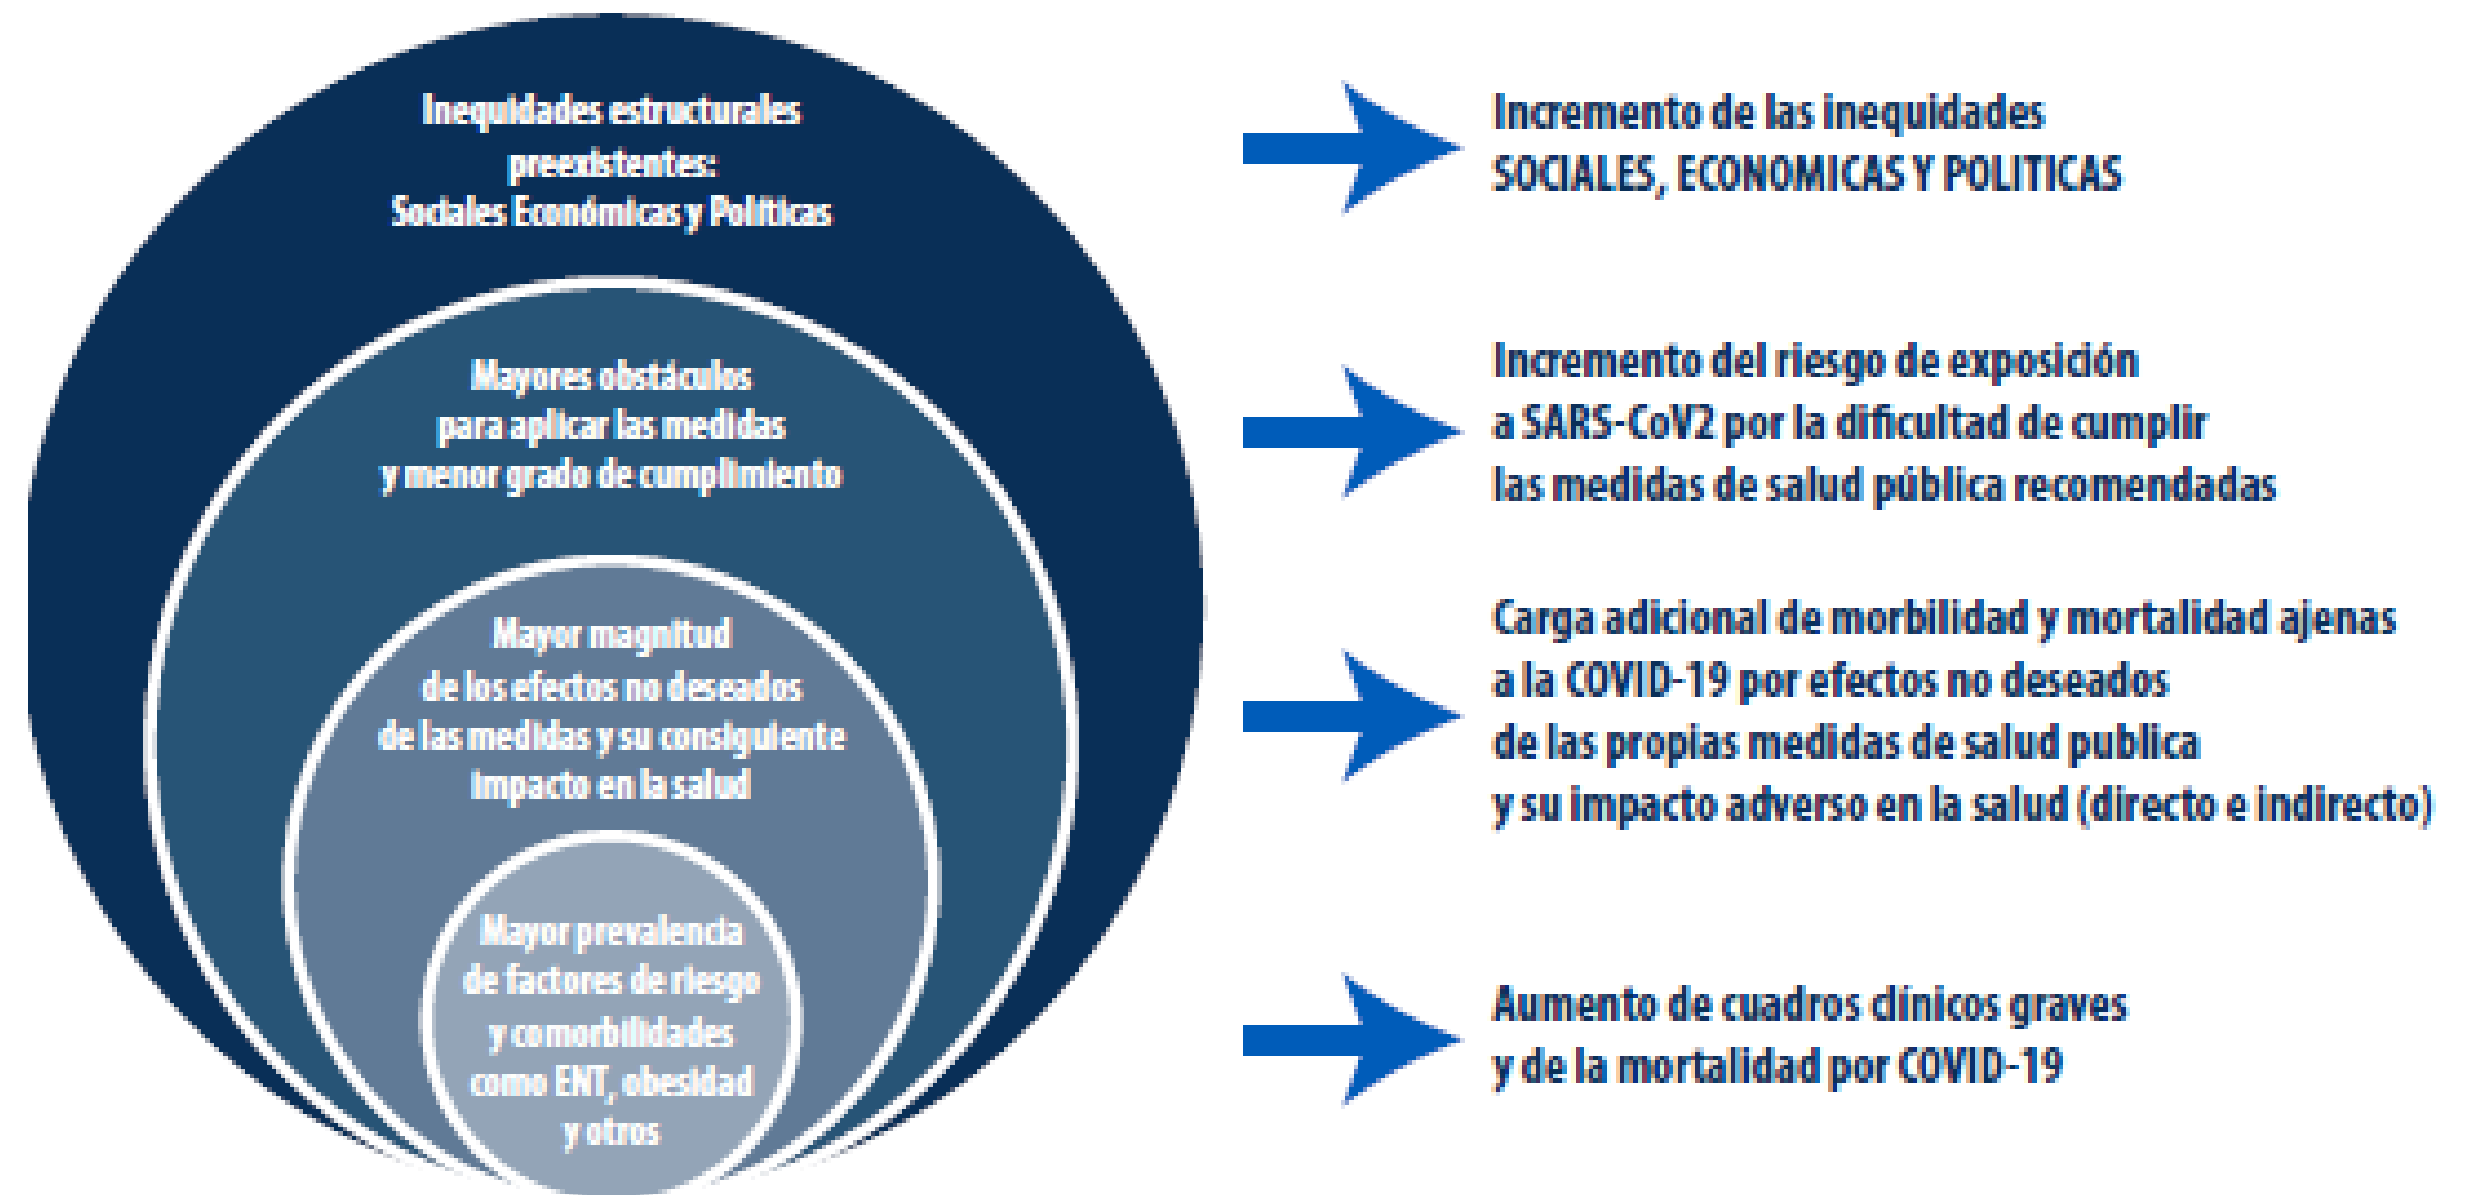 Inequidades estructurales
preexistentes:
Sociales Económicas y Políticas
Incremento de las inequidades
SOCIALES, ECONOMICAS Y POLITICAS
Mayores obstáculos
para aplicar las medidas
y menor grado de cumplimiento
Incremento del riesgo de exposición
a SARS-CoV2 por la dificultad de cumplir
las medidas de salud pública recomendadas
Mayor magnitud
de los efectos no deseados
de las medidas y su consiguiente
impacto en la salud
Carga adicional de morbilidad y mortalidad ajenas
a la COVID-19 por efectos no deseados
de las propias medidas de salud publica
y su impacto adverso en la salud (directo e indirecto)
Mayor prevalencia
de factores de riesgo
y comorbilidades
como ENT, obesidad
y otros
Aumento de cuadros clínicos graves
y de la mortalidad por COVID-19